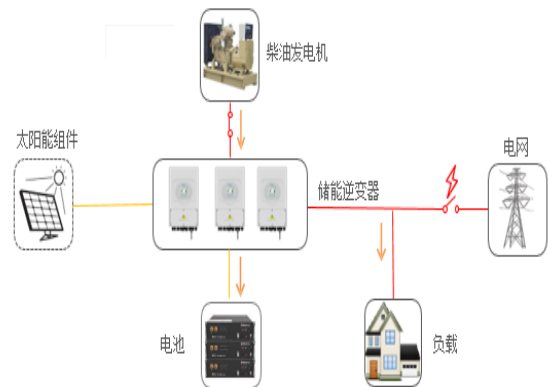 柴油发电机
太阳能组件
电网
储能逆变器
电池
负载